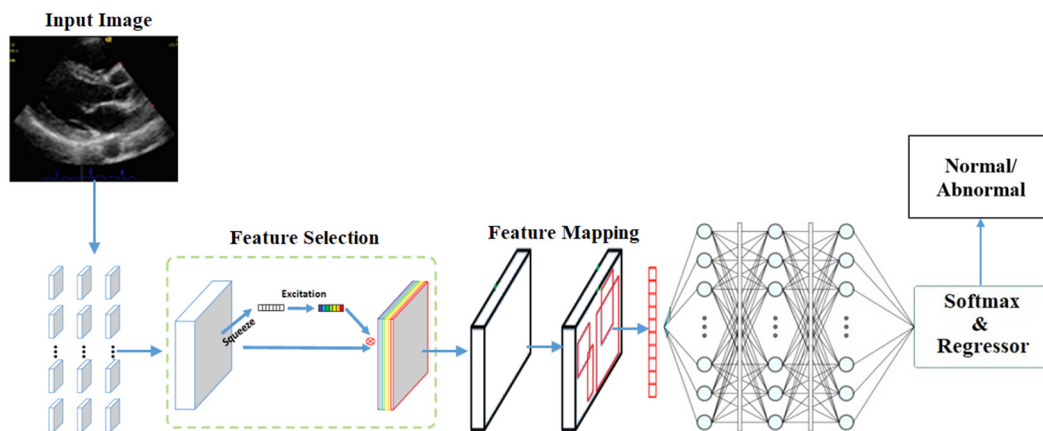 Input Image
Feature Selection
Excitation
Squeeze
Feature Mapping
Normal/
Abnormal
Softmax
&
Regressor